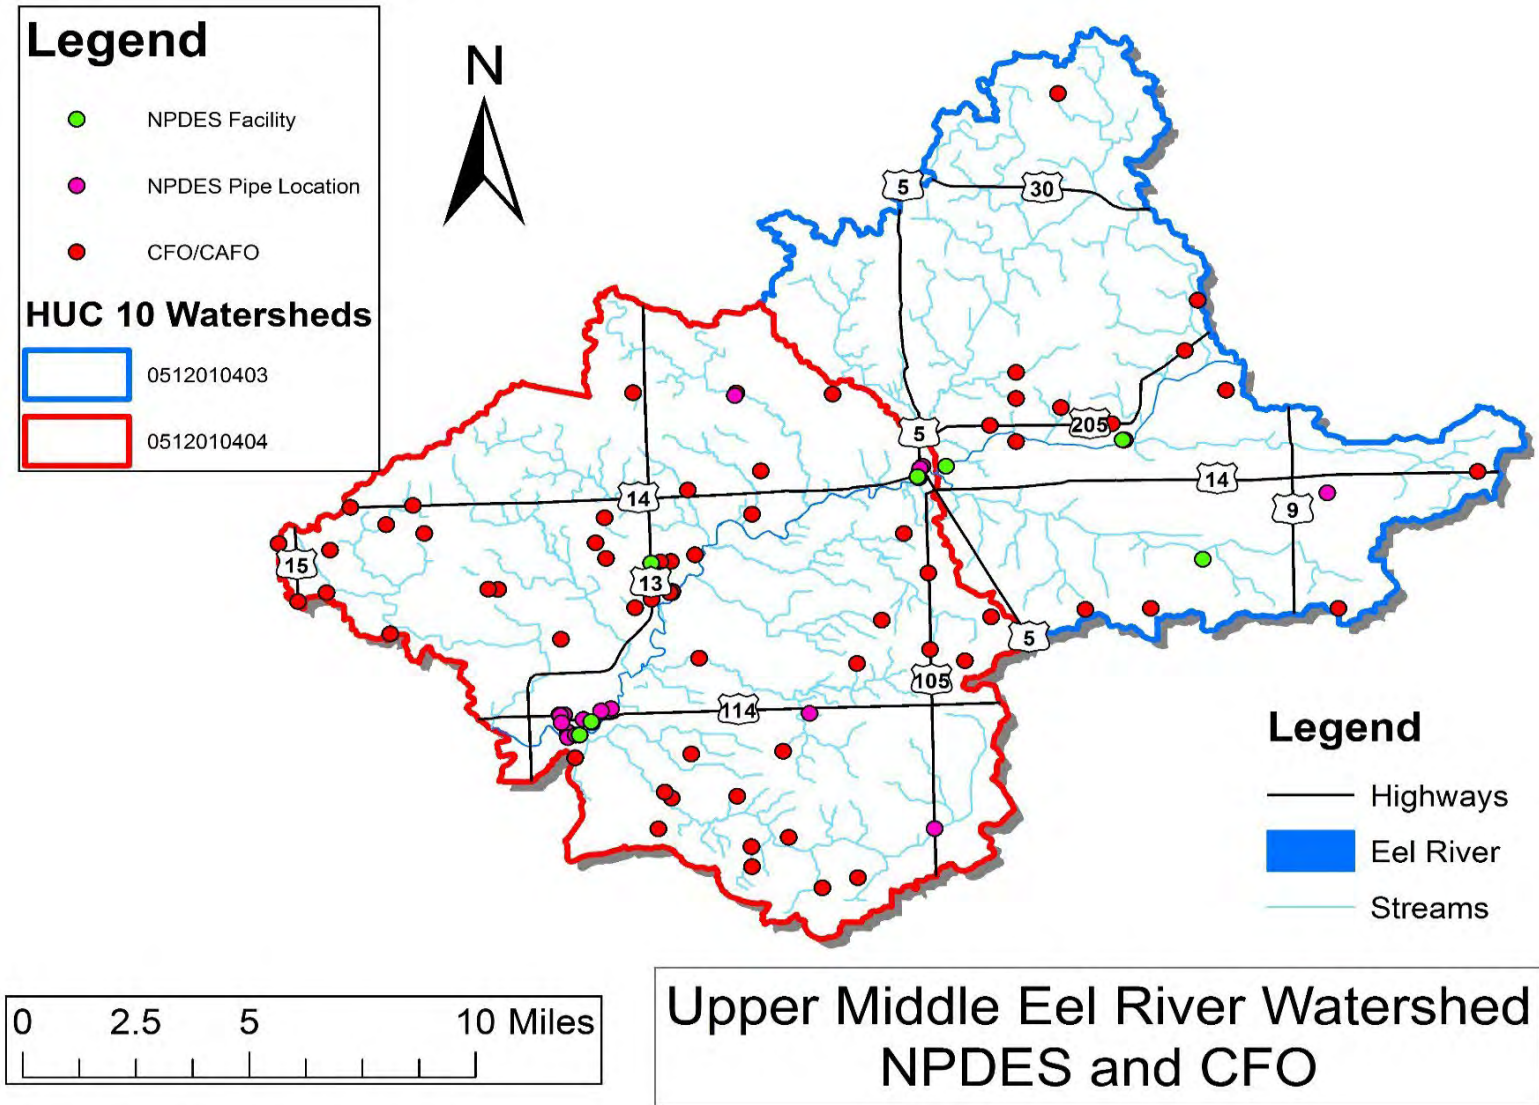 Legend
NPDES Facility
NPDES Pipe Location
CFO/CAFO
HUC 10 Watersheds
0512010403
0512010404
N
5
30
5
205
14
14
9
15
13
5
105
114
Legend
Highways
Eel River
Streams
0 2.5 5 10 Miles
Upper Middle Eel River Watershed
NPDES and CFO